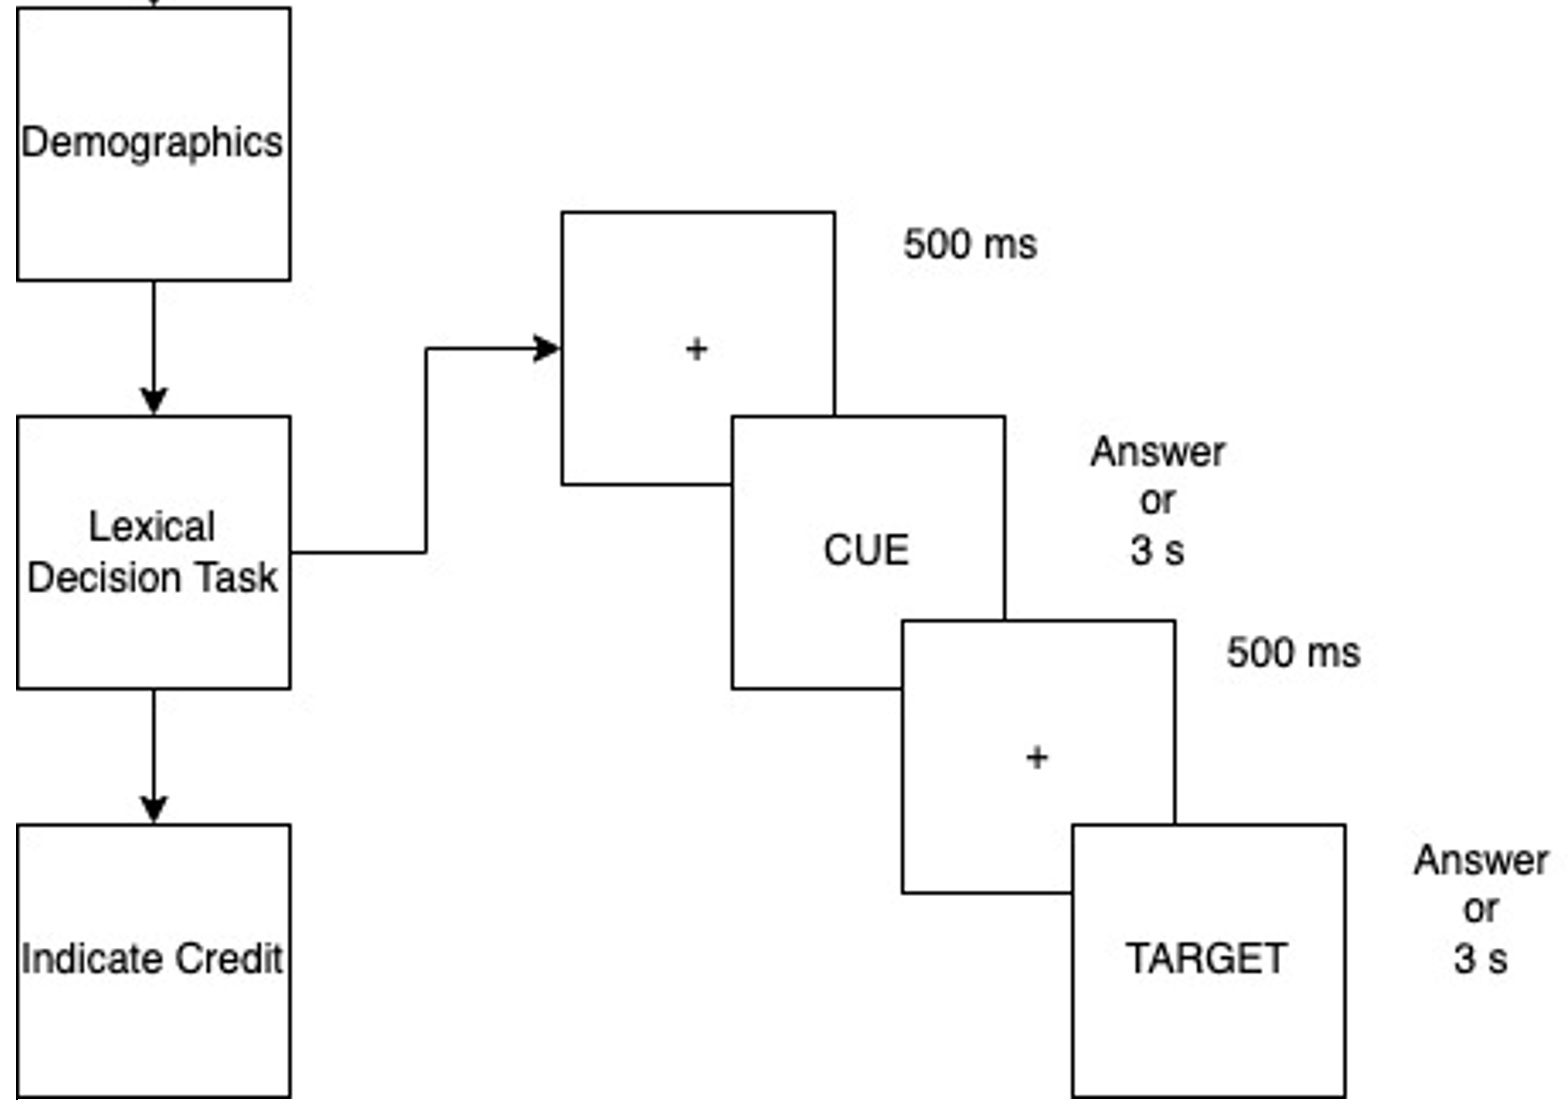 Demographics
Lexical
Decision Task
Indicate Credit
+
500 ms
CUE
Answer
or
3 s
+
500 ms
TARGET
Answer
or
3 s